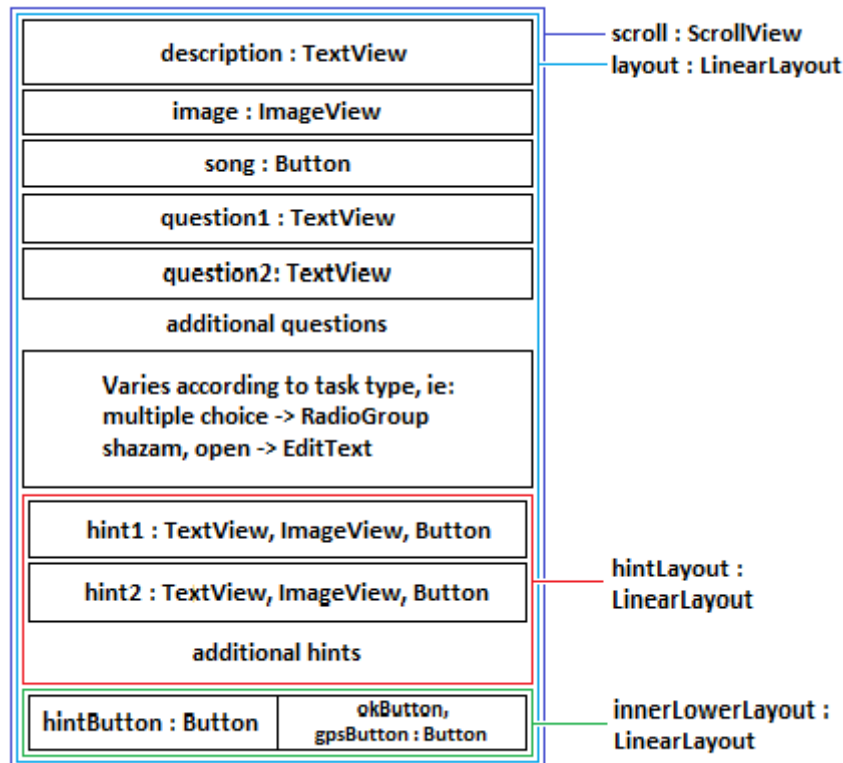 description : TextView
scroll : ScrollView
layout : LinearLayout
image : ImageView
song : Button
question1 : TextView
question2: TextView
additional questions
Varies according to task type, ie:
multiple choice -> RadioGroup
shazam, open -> EditText
hint1 : TextView, ImageView, Button
hint2 : TextView, ImageView, Button
additional hints
hintLayout :
LinearLayout
hintButton : Button
okButton,
gpsButton : Button
innerLowerLayout :
LinearLayout